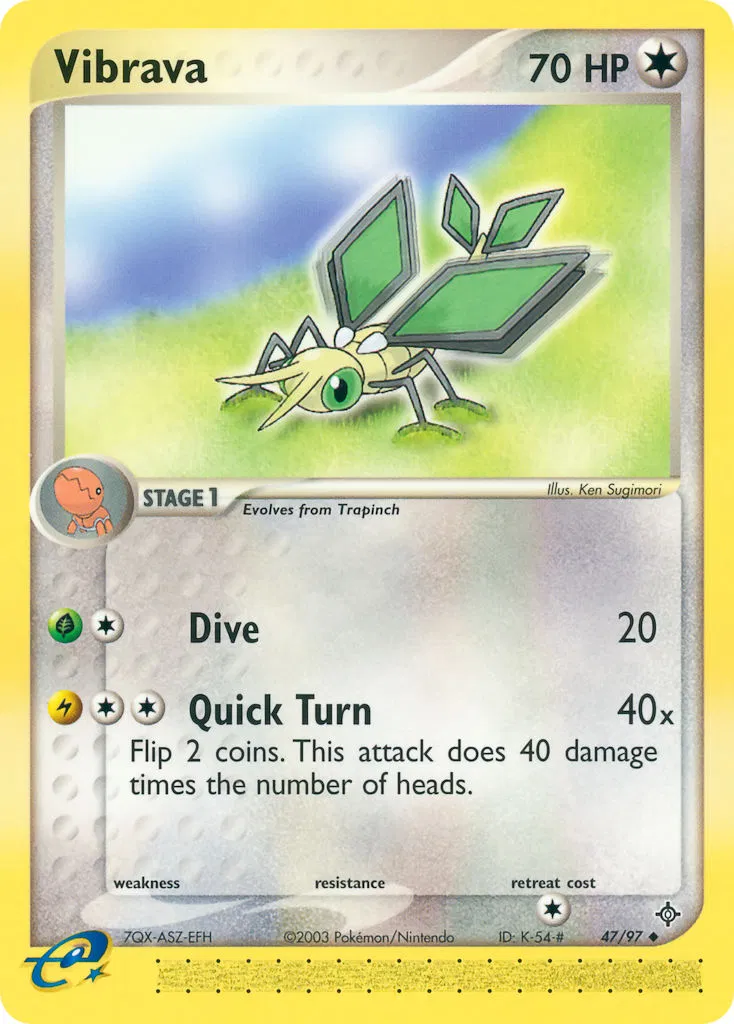 Vibrava 70 HP
Illus. Ken Sugimori
STAGE 1
Evolves from Trapinch
Dive 20
Quick Turn 40x
Flip 2 coins. This attack does 40 damage
times the number of heads.
weakness resistance retreat cost
7QX-ASZ-EFH ©2003 Pokémon/Nintendo ID: K-54-# 47/97
e